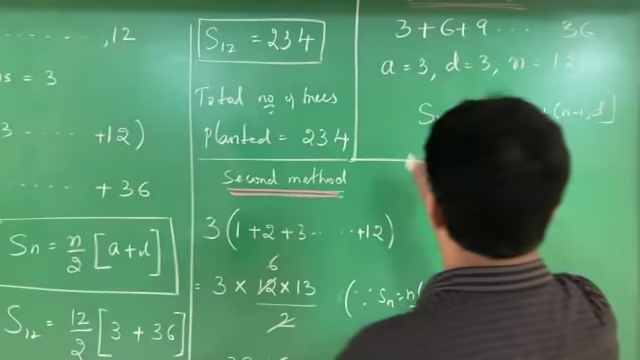 . . . . . . , 12
s = 3
3 - . . . . +12)
. . . . . + 36
Sn = n/2 [a+l]
S12 = 12/2 [3 + 36]
S12 = 234
Total no of trees
planted = 234
Second method
3(1+2+3 . . . . +12)
6
= 3 × 12×13/2 (∵ Sn = n(
3+6+9 . . . 36
a = 3, d = 3, n = 12
S (n-1)d]